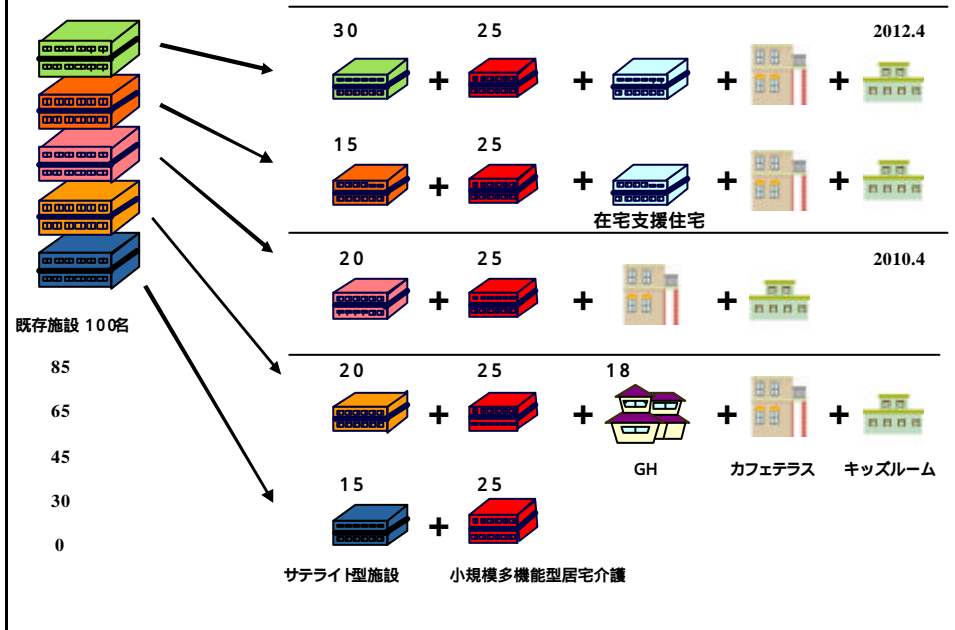 30 25 2012.4
+ + + +
15 25
+ + + +
在宅支援住宅
20 25 2010.4
+ + +
既存施設 100名
85
65
45
30
0
20 25 18
+ + + +
GH カフェテラス キッズルーム
15 25
+
サテライト型施設 小規模多機能型居宅介護